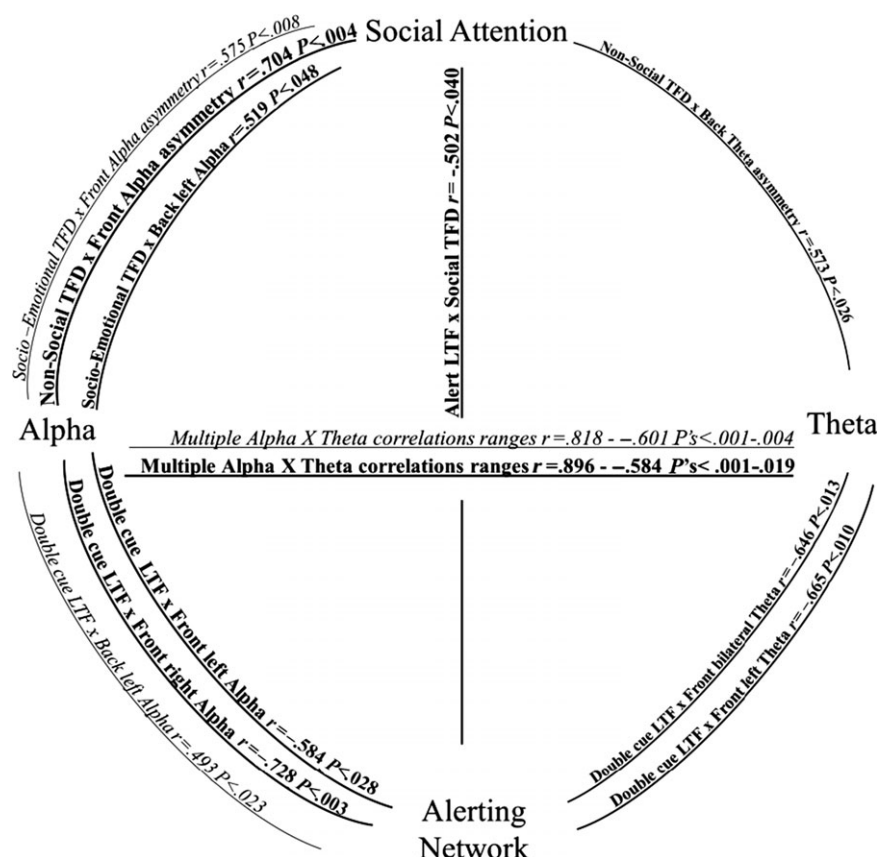 Social Attention
Socio-Emotional TFD x Front Alpha asymmetry r=.575 P<.008
Non-Social TFD x Front Alpha asymmetry r=.704 P<.004
Socio-Emotional TFD x Back left Alpha r=.519 P<.048
Alert LTF x Social TFD r= -.502 P<.040
Non-Social TFD x Back Theta asymmetry r=.573 P<.026
Alpha
Multiple Alpha X Theta correlations ranges r =.818 - –.601 P's<.001-.004
Multiple Alpha X Theta correlations ranges r =.896 - –.584 P's< .001-.019
Theta
Double cue LTF x Back left Alpha r=.493 P<.023
Double cue LTF x Front right Alpha r=–.728 P<.003
Double cue LTF x Front left Alpha r=–.584 P<.028
Double cue LTF x Front bilateral Theta r=–.646 P<.013
Double cue LTF x Front left Theta r=–.665 P<.010
Alerting
Network